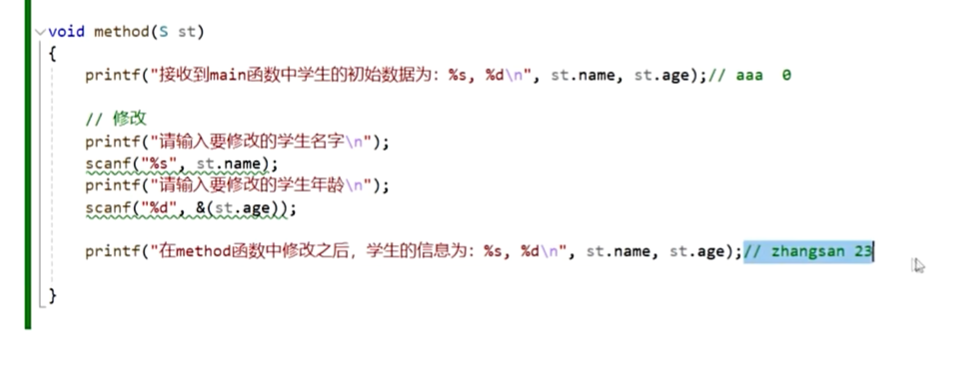 void method(S st)
{
printf("接收到main函数中学生的初始数据为: %s, %d\n", st.name, st.age);// aaa  0
// 修改
printf("请输入要修改的学生名字\n");
scanf("%s", st.name);
printf("请输入要修改的学生年龄\n");
scanf("%d", &(st.age));
printf("在method函数中修改之后, 学生的信息为: %s, %d\n", st.name, st.age);// zhangsan 23
}